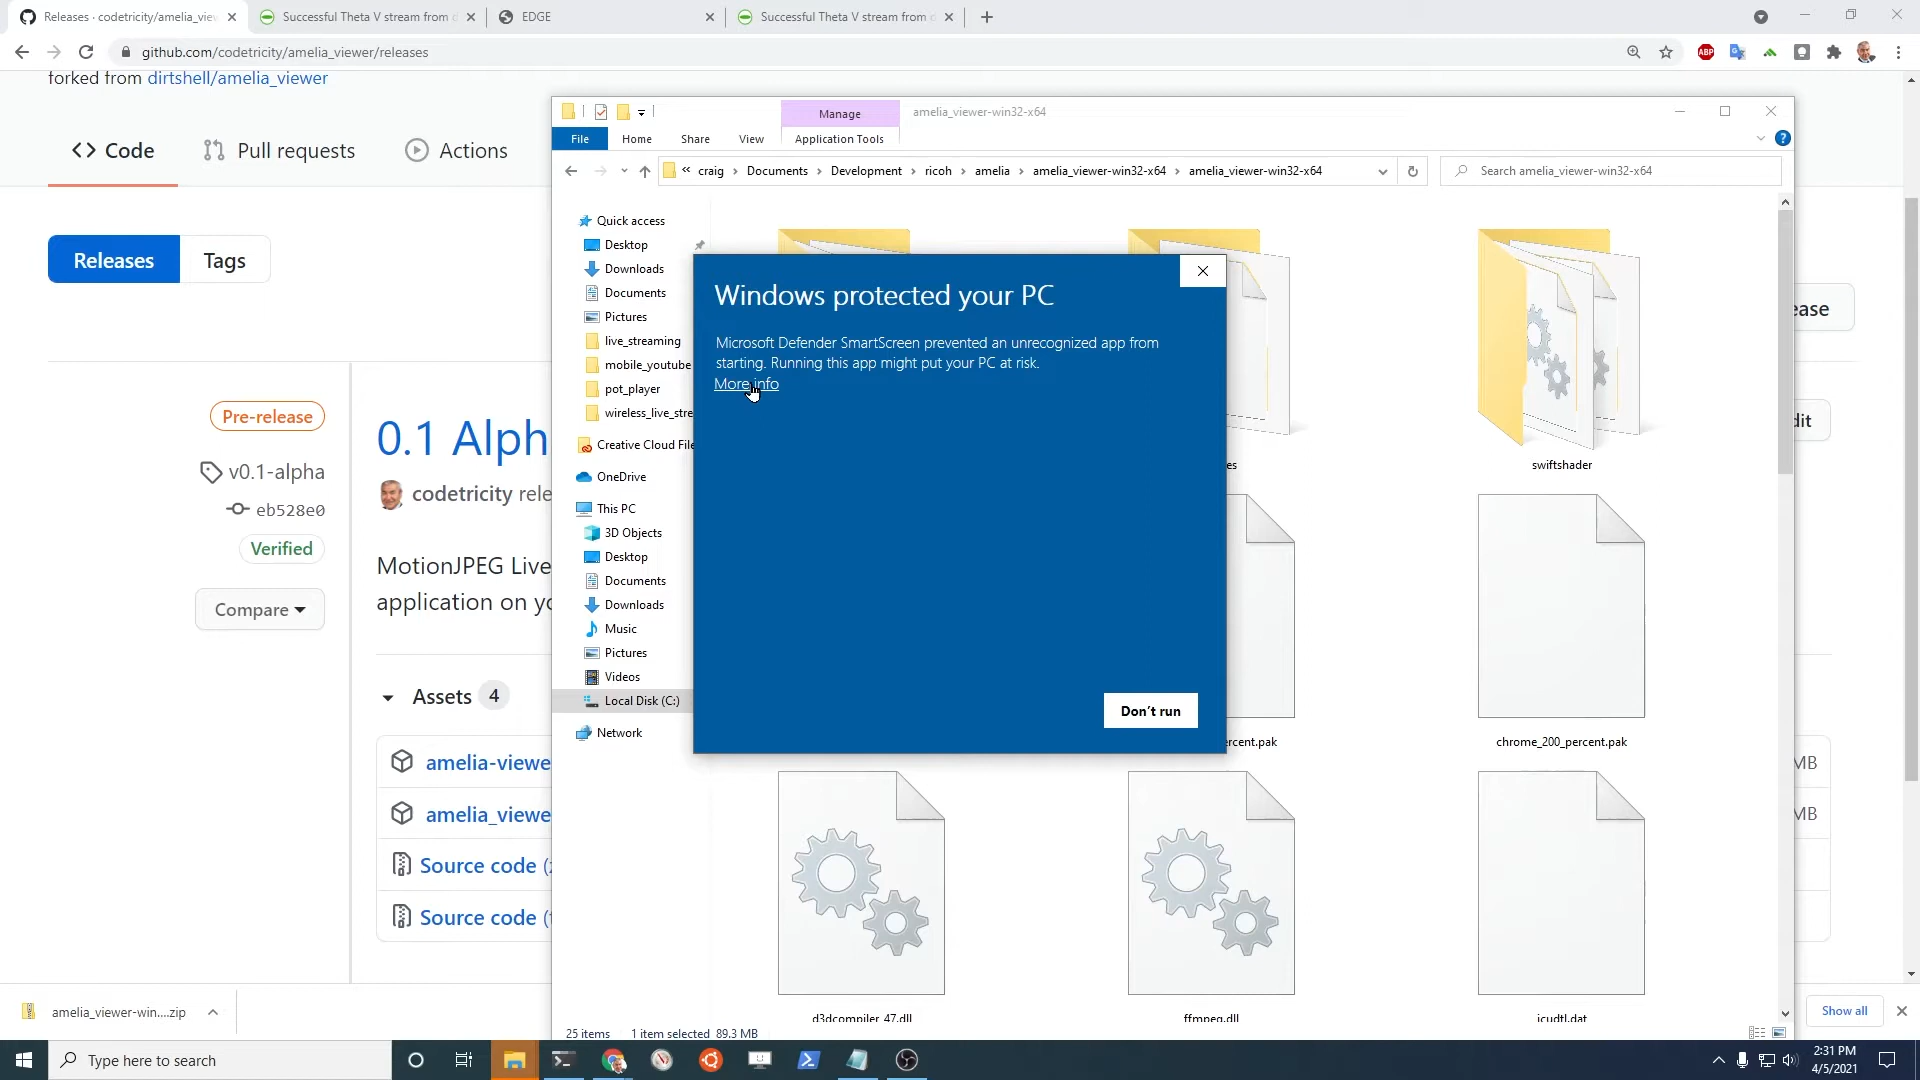 Releases · codetricity/amelia_view
Successful Theta V stream from
EDGE
Successful Theta V stream from
github.com/codetricity/amelia_viewer/releases
ABP
forked from dirtshell/amelia_viewer
Code
Pull requests
Actions
Releases
Tags
ease
dit
Pre-release
0.1 Alph
v0.1-alpha
codetricity rele
eb528e0
Verified
MotionJPEG Live
application on yo
Compare
Assets 4
amelia-viewe
MB
amelia_viewe
MB
Source code (z
Source code (t
Manage
amelia_viewer-win32-x64
File
Home
Share
View
Application Tools
« craig › Documents › Development › ricoh › amelia › amelia_viewer-win32-x64 › amelia_viewer-win32-x64
Search amelia_viewer-win32-x64
Quick access
Desktop
Downloads
Documents
Pictures
live_streaming
mobile_youtube
pot_player
wireless_live_stre
Creative Cloud File
OneDrive
This PC
3D Objects
Desktop
Documents
Downloads
Music
Pictures
Videos
Local Disk (C:)
Network
Windows protected your PC
Microsoft Defender SmartScreen prevented an unrecognized app from
starting. Running this app might put your PC at risk.
More info
Don't run
es
swiftshader
ercent.pak
chrome_200_percent.pak
d3dcompiler_47.dll
ffmpeg.dll
icudtl.dat
25 items
1 item selected 89.3 MB
amelia_viewer-win....zip
Show all
Type here to search
2:31 PM
4/5/2021